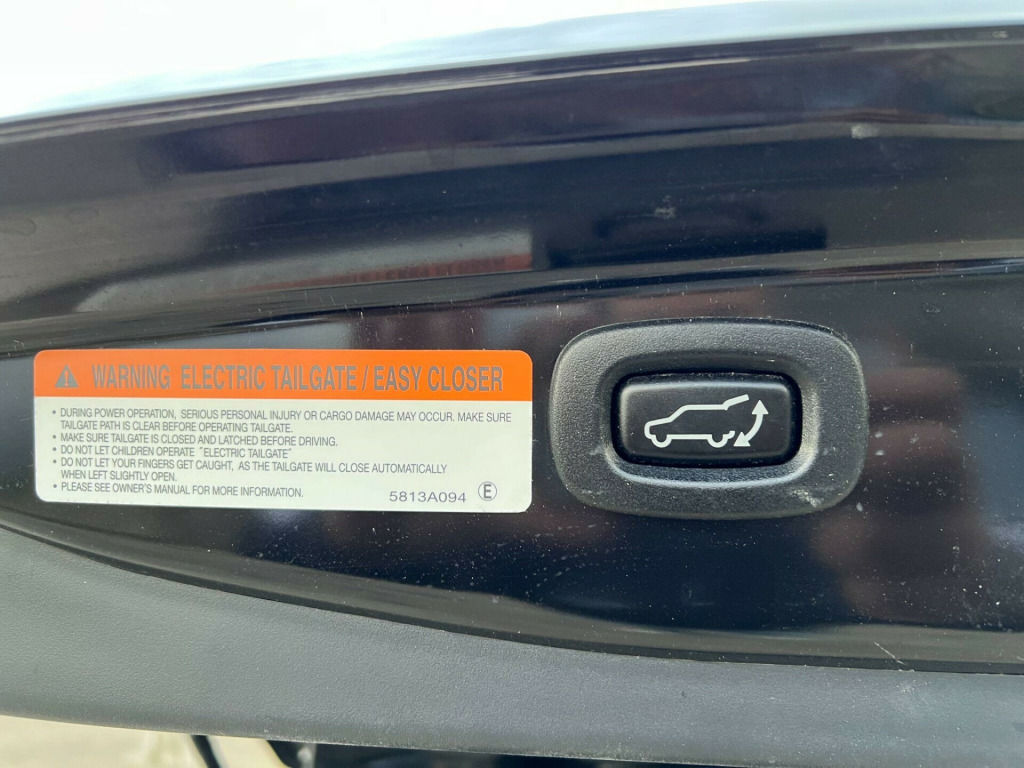 WARNING ELECTRIC TAILGATE / EASY CLOSER
• DURING POWER OPERATION, SERIOUS PERSONAL INJURY OR CARGO DAMAGE MAY OCCUR. MAKE SURE
TAILGATE PATH IS CLEAR BEFORE OPERATING TAILGATE.
• MAKE SURE TAILGATE IS CLOSED AND LATCHED BEFORE DRIVING.
• DO NOT LET CHILDREN OPERATE "ELECTRIC TAILGATE"
• DO NOT LET YOUR FINGERS GET CAUGHT, AS THE TAILGATE WILL CLOSE AUTOMATICALLY
WHEN LEFT SLIGHTLY OPEN.
• PLEASE SEE OWNER'S MANUAL FOR MORE INFORMATION.
5813A094 E